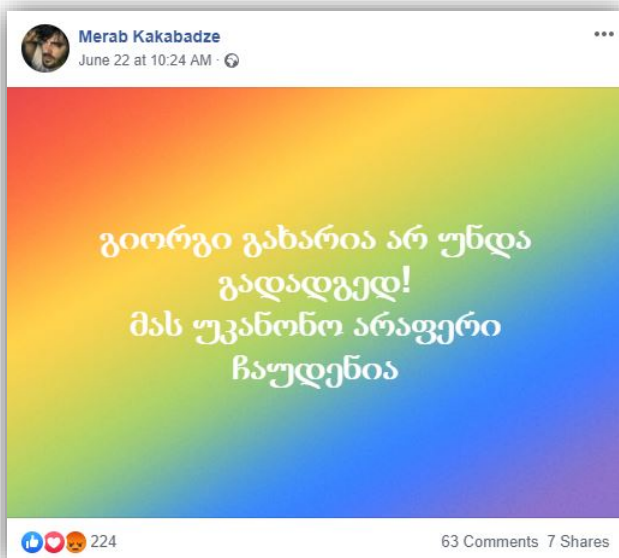 Merab Kakabadze
June 22 at 10:24 AM ·
გიორგი გახარია არ უნდა
გადადგედ!
მას უკანონო არაფერი
ჩაუდენია
224
63 Comments 7 Shares